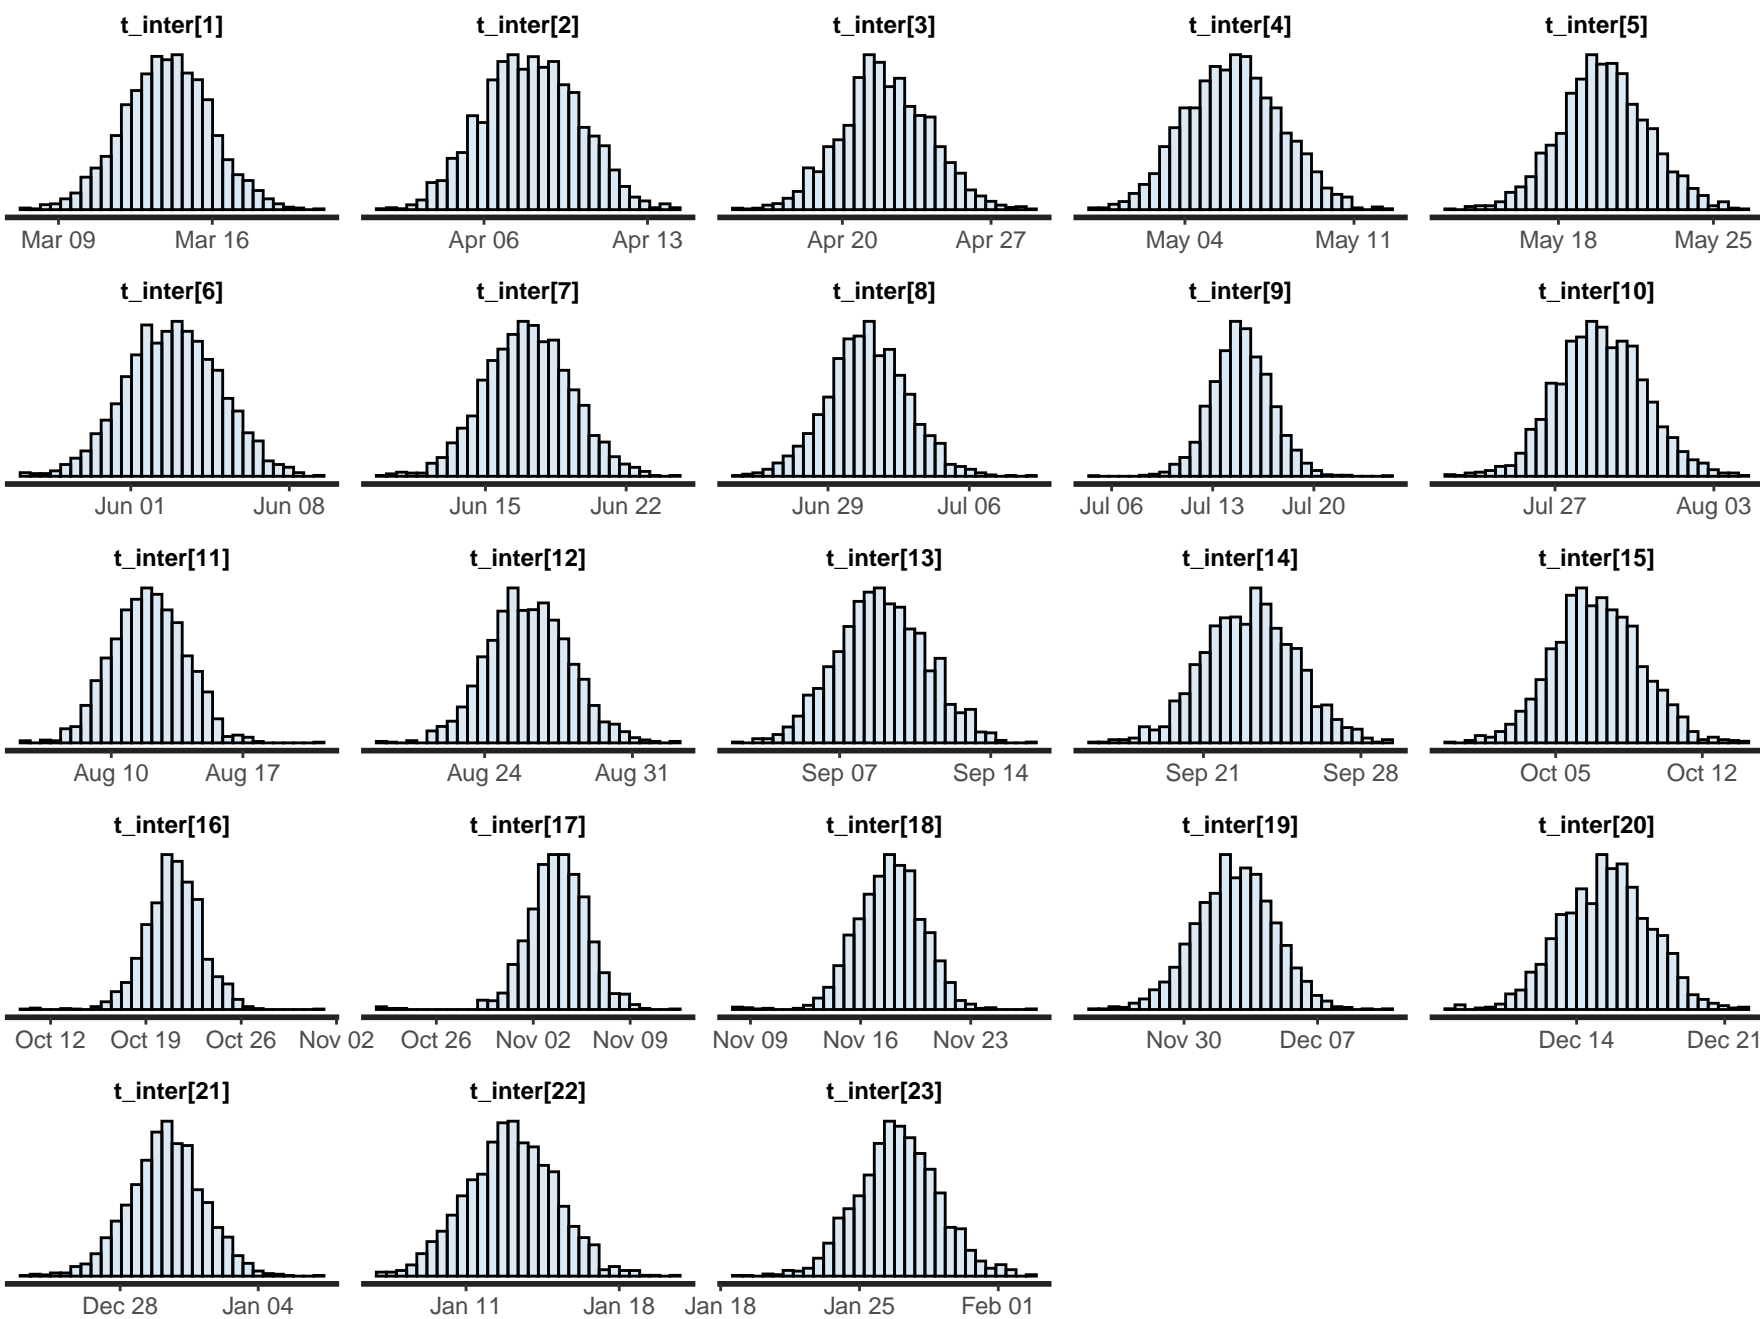 t_inter[1] t_inter[2] t_inter[3] t_inter[4] t_inter[5]
Mar 09 Mar 16 Apr 06 Apr 13 Apr 20 Apr 27 May 04 May 11 May 18 May 25
t_inter[6] t_inter[7] t_inter[8] t_inter[9] t_inter[10]
Jun 01 Jun 08 Jun 15 Jun 22 Jun 29 Jul 06 Jul 06 Jul 13 Jul 20 Jul 27 Aug 03
t_inter[11] t_inter[12] t_inter[13] t_inter[14] t_inter[15]
Aug 10 Aug 17 Aug 24 Aug 31 Sep 07 Sep 14 Sep 21 Sep 28 Oct 05 Oct 12
t_inter[16] t_inter[17] t_inter[18] t_inter[19] t_inter[20]
Oct 12 Oct 19 Oct 26 Nov 02 Oct 26 Nov 02 Nov 09 Nov 09 Nov 16 Nov 23 Nov 30 Dec 07 Dec 14 Dec 21
t_inter[21] t_inter[22] t_inter[23]
Dec 28 Jan 04 Jan 11 Jan 18 Jan 18 Jan 25 Feb 01